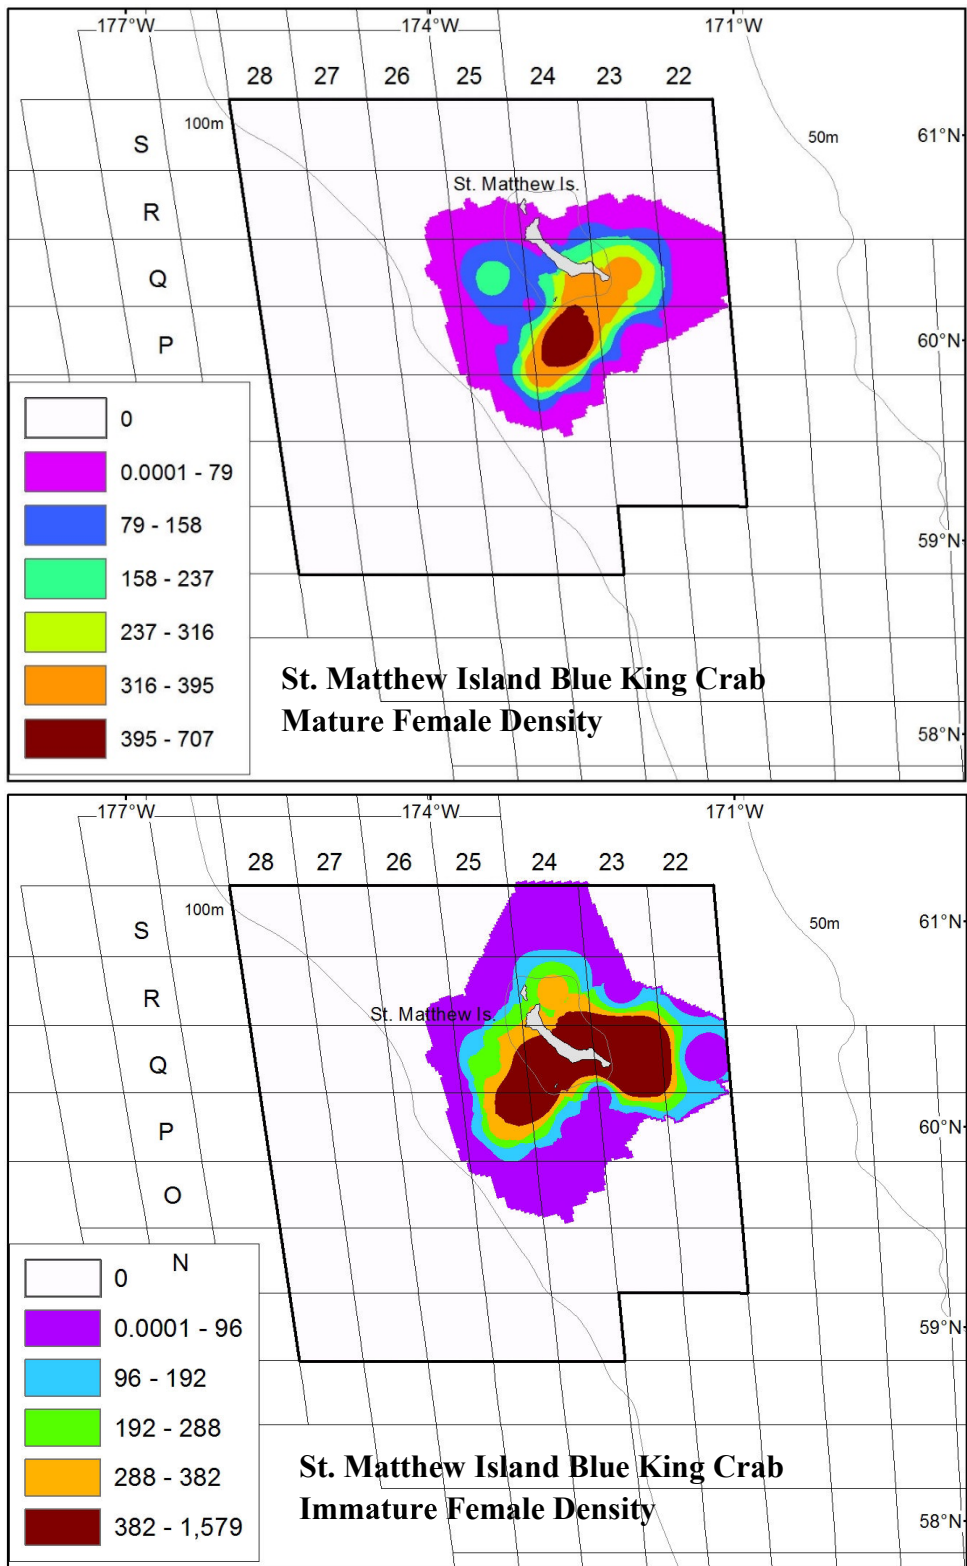 177°W 174°W 171°W
28 27 26 25 24 23 22
100m
50m
61°N
S
St. Matthew Is.
R
Q
60°N
P
0
0.0001 - 79
79 - 158
59°N
158 - 237
237 - 316
316 - 395
St. Matthew Island Blue King Crab
Mature Female Density
395 - 707
58°N
177°W 174°W 171°W
28 27 26 25 24 23 22
100m
50m
61°N
S
R
St. Matthew Is.
Q
60°N
P
O
N
0
0.0001 - 96
59°N
96 - 192
192 - 288
288 - 382
St. Matthew Island Blue King Crab
Immature Female Density
382 - 1,579
58°N